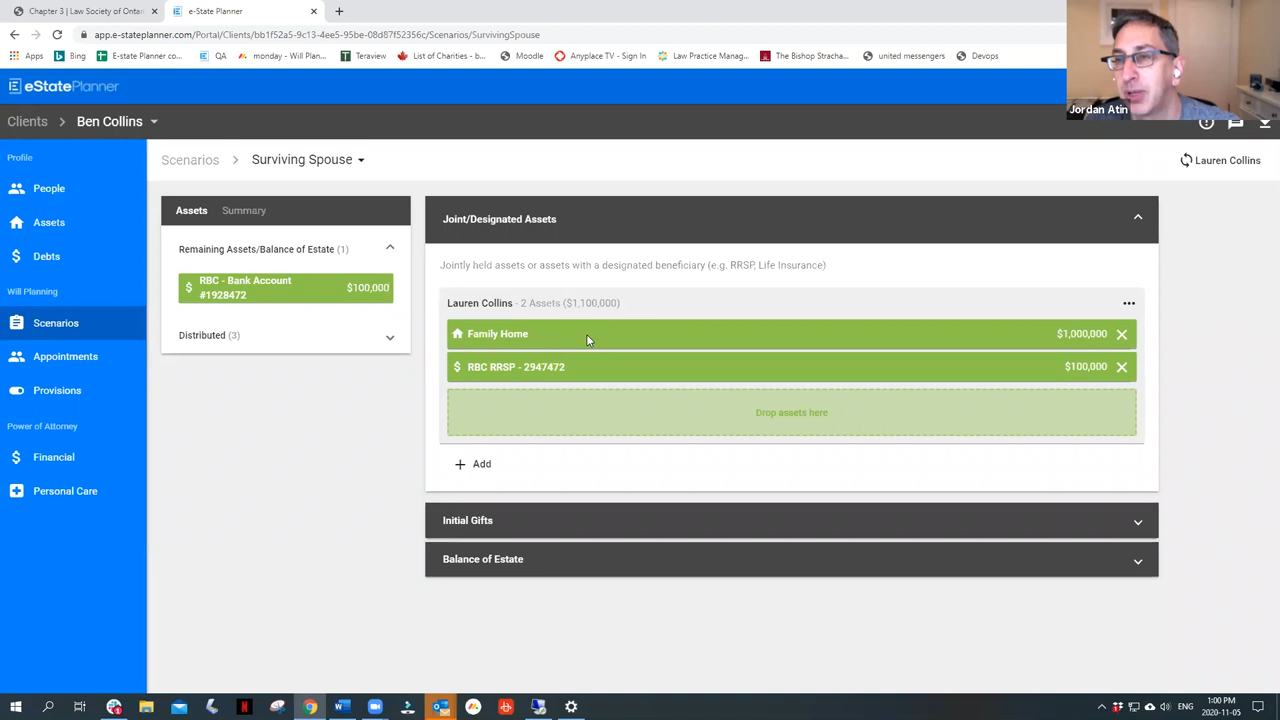 Chapter 3 | Law Society of Ontar
e-State Planner
app.e-stateplanner.com/Portal/Clients/bb1f52a5-9c13-4ee5-95be-08d87f52356c/Scenarios/SurvivingSpouse
Apps
Bing
E-state Planner co...
QA
monday - Will Plan...
Teraview
List of Charities - b...
Moodle
Anyplace TV - Sign In
Law Practice Manag...
The Bishop Strachan...
united messengers
Devops
Jordan Atin
eStatePlanner
Clients > Ben Collins
Profile
People
Assets
Debts
Will Planning
Scenarios
Appointments
Provisions
Power of Attorney
Financial
Personal Care
Scenarios > Surviving Spouse
Lauren Collins
Assets Summary
Remaining Assets/Balance of Estate (1)
RBC - Bank Account
#1928472
$100,000
Distributed (3)
Joint/Designated Assets
Jointly held assets or assets with a designated beneficiary (e.g. RRSP, Life Insurance)
Lauren Collins - 2 Assets ($1,100,000)
Family Home $1,000,000
RBC RRSP - 2947472 $100,000
Drop assets here
+ Add
Initial Gifts
Balance of Estate
ENG
1:00 PM
2020-11-05